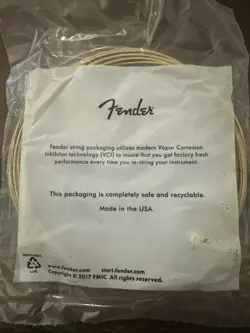 Fender
Fender string packaging utilizes modern Vapor Corrosion
Inhibitor technology (VCI) to insure that you get factory fresh
performance every time you re-string your instrument.
This packaging is completely safe and recyclable.
Made in the USA.
www.fender.com start.fender.com
Copyright © 2017 FMIC. All rights reserved.